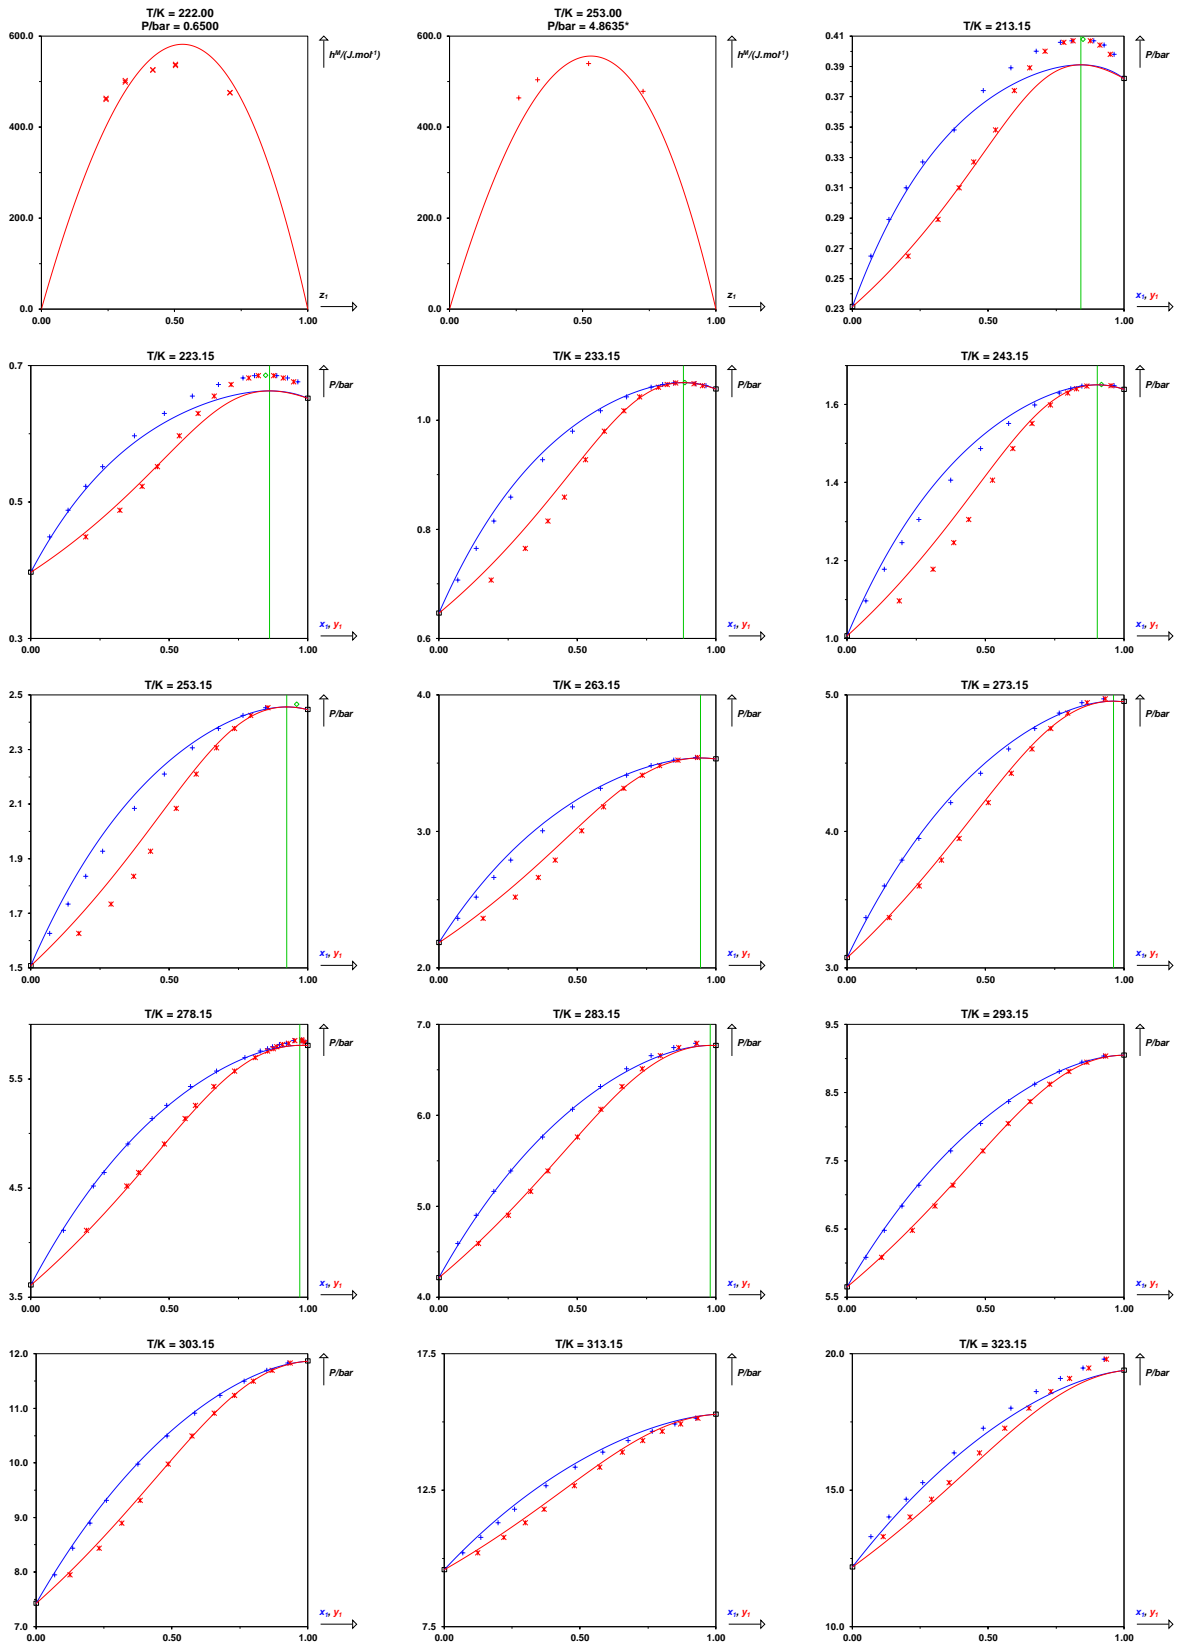 T/K = 222.00
P/bar = 0.6500
600.0
400.0
200.0
0.0
0.00
0.50
1.00
h^M/(J.mol^-1)
z₁
T/K = 253.00
P/bar = 4.8635*
600.0
400.0
200.0
0.0
0.00
0.50
1.00
h^M/(J.mol^-1)
z₁
T/K = 213.15
0.41
0.39
0.37
0.35
0.33
0.31
0.29
0.27
0.25
0.23
0.00
0.50
1.00
P/bar
x₁, y₁
T/K = 223.15
0.7
0.5
0.3
0.00
0.50
1.00
P/bar
x₁, y₁
T/K = 233.15
1.0
0.8
0.6
0.00
0.50
1.00
P/bar
x₁, y₁
T/K = 243.15
1.6
1.4
1.2
1.0
0.00
0.50
1.00
P/bar
x₁, y₁
T/K = 253.15
2.5
2.3
2.1
1.9
1.7
1.5
0.00
0.50
1.00
P/bar
x₁, y₁
T/K = 263.15
4.0
3.0
2.0
0.00
0.50
1.00
P/bar
x₁, y₁
T/K = 273.15
5.0
4.0
3.0
0.00
0.50
1.00
P/bar
x₁, y₁
T/K = 278.15
5.5
4.5
3.5
0.00
0.50
1.00
P/bar
x₁, y₁
T/K = 283.15
7.0
6.0
5.0
4.0
0.00
0.50
1.00
P/bar
x₁, y₁
T/K = 293.15
9.5
8.5
7.5
6.5
5.5
0.00
0.50
1.00
P/bar
x₁, y₁
T/K = 303.15
12.0
11.0
10.0
9.0
8.0
7.0
0.00
0.50
1.00
P/bar
x₁, y₁
T/K = 313.15
17.5
12.5
7.5
0.00
0.50
1.00
P/bar
x₁, y₁
T/K = 323.15
20.0
15.0
10.0
0.00
0.50
1.00
P/bar
x₁, y₁